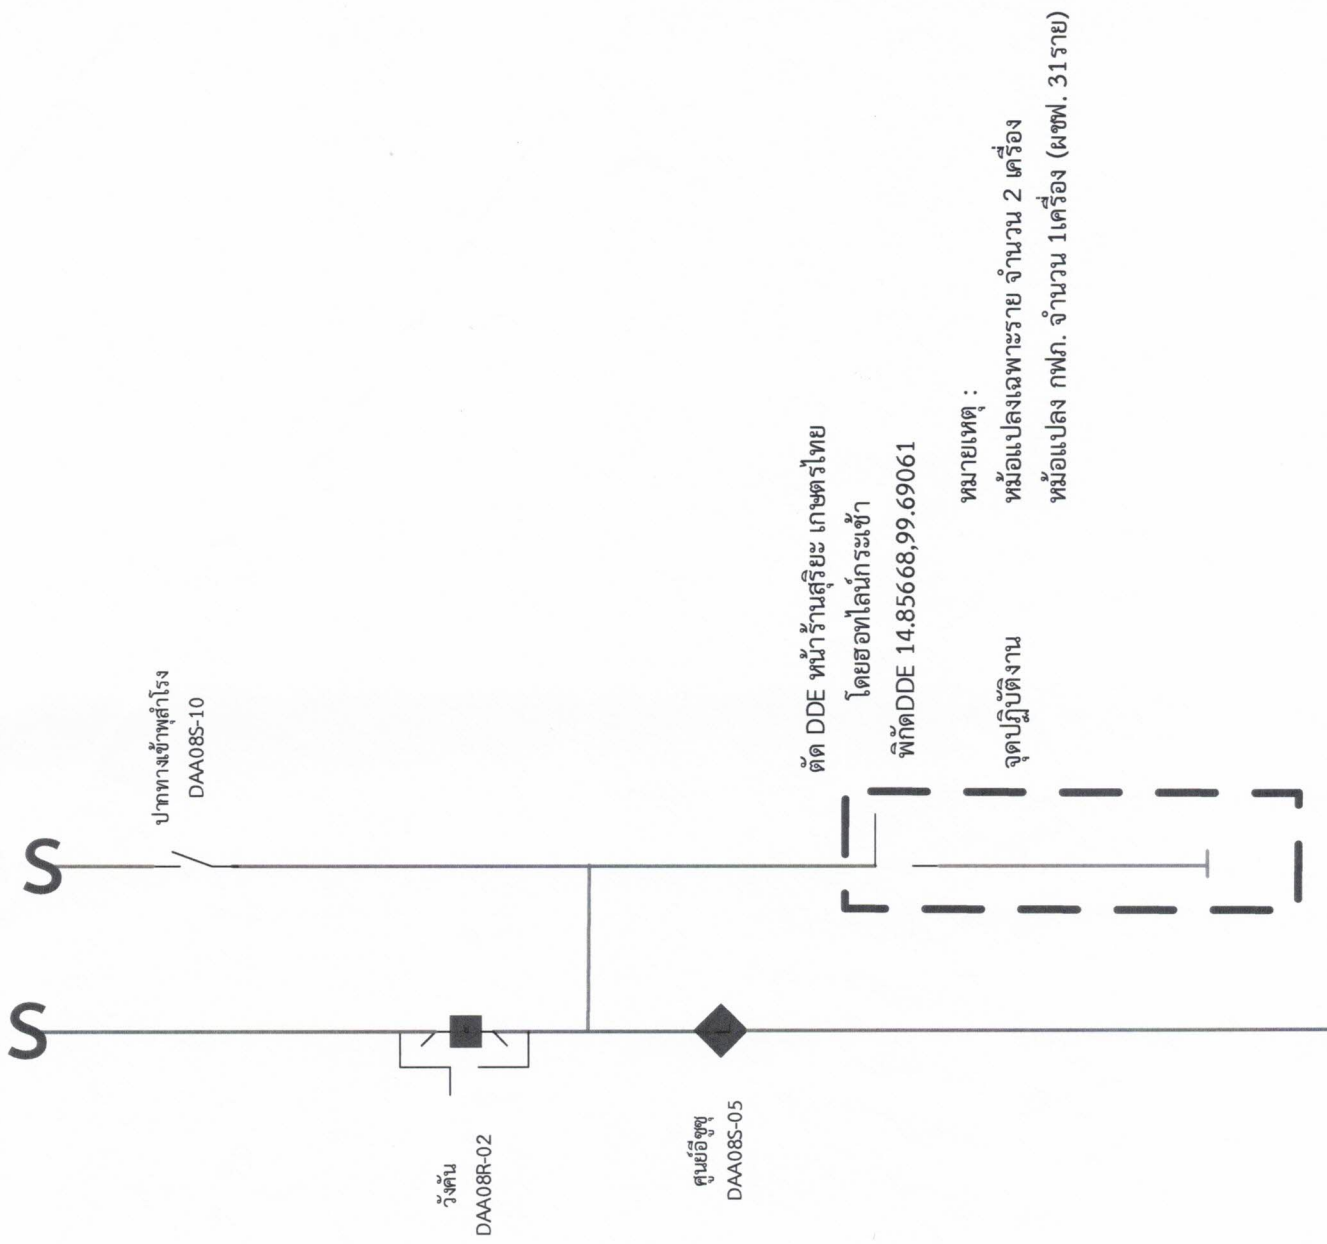 S
S
วังคัน
DAA08R-02
ปากทางเข้าพุสำโรง
DAA08S-10
ศูนย์อีซูซุ
DAA08S-05
L
ตัด DDE หน้าร้านสุริยะ เกษตรไทย
โดยฮอทไลน์กระเช้า
พิกัดDDE 14.85668,99.69061
จุดปฏิบัติงาน
หมายเหตุ :
หม้อแปลงเฉพาะราย จำนวน 2 เครื่อง
หม้อแปลง กฟภ. จำนวน 1เครื่อง (ผชฟ. 31ราย)